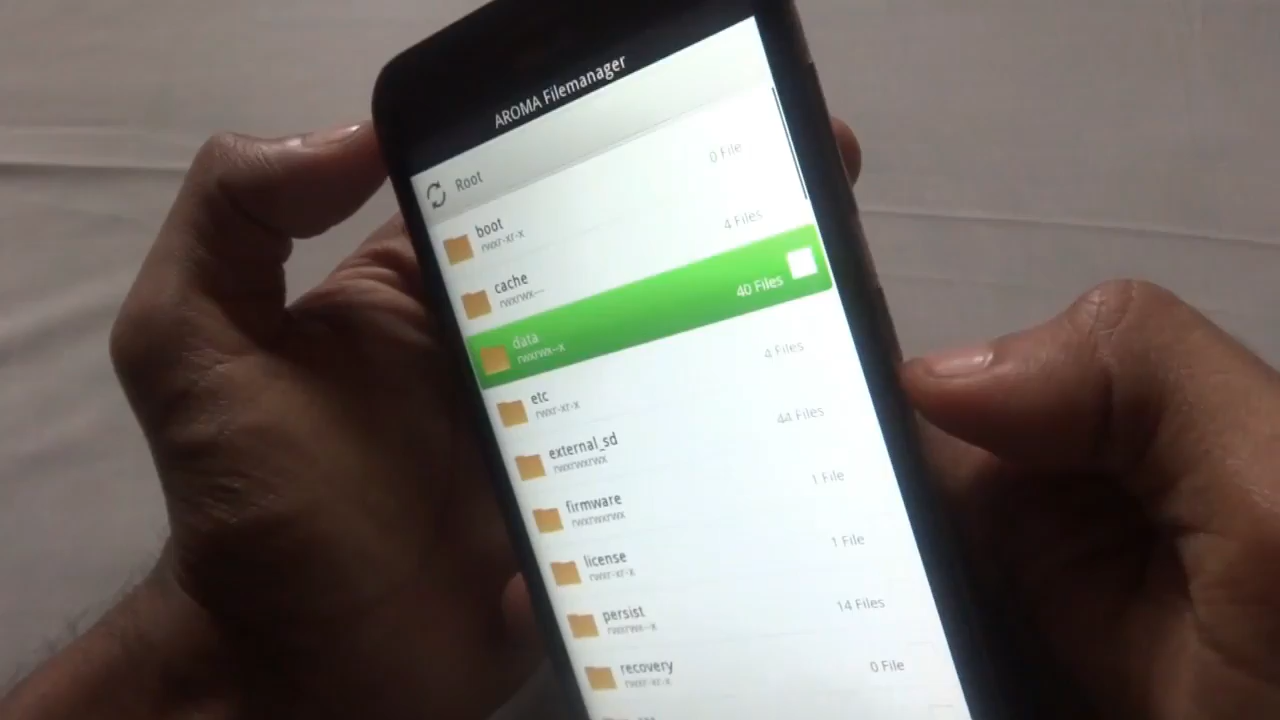 AROMA Filemanager
Root
boot 0 File
rwxr-xr-x
cache 4 Files
rwxrwx---
data 40 Files
rwxrwx--x
etc 4 Files
rwxr-xr-x
external_sd 44 Files
rwxrwxrwx
firmware 1 File
rwxrwxrwx
license 1 File
rwxr-xr-x
persist 14 Files
rwxrwx--x
recovery 0 File
rwxr-xr-x